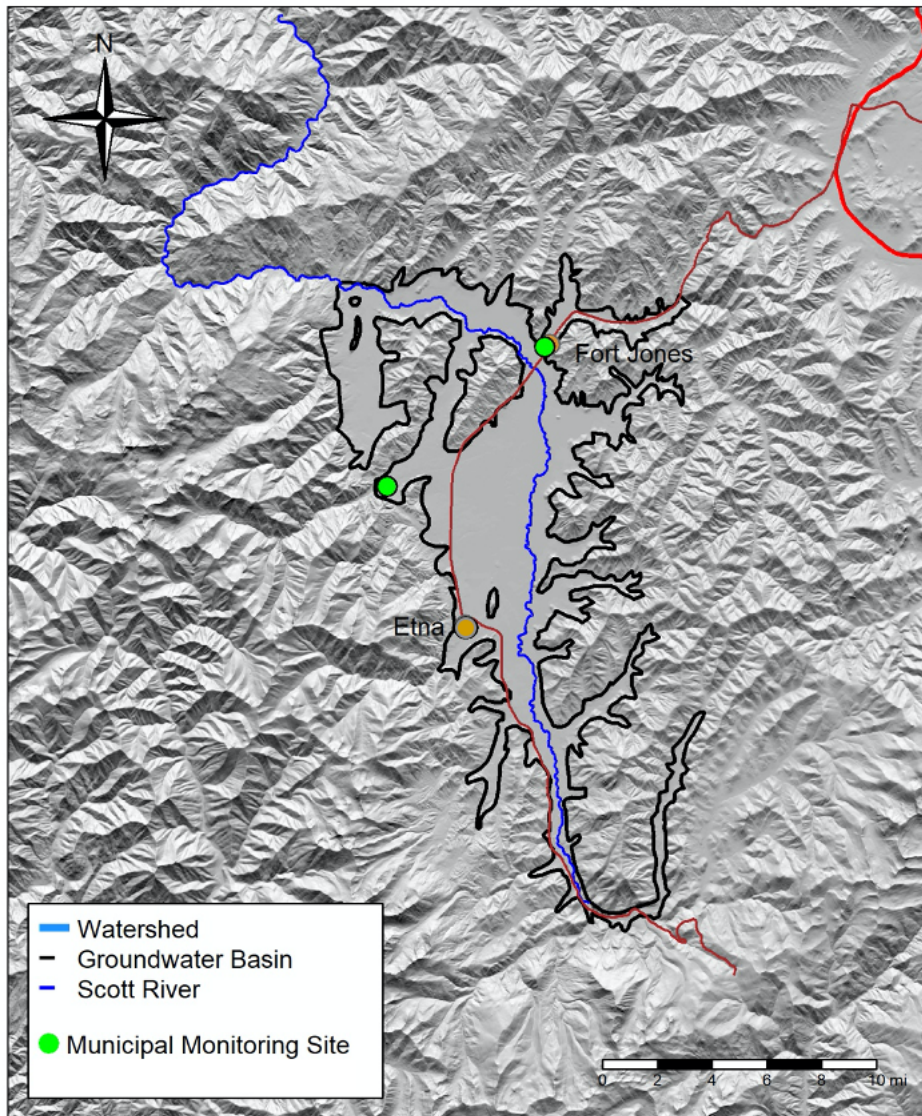 N
Fort Jones
Etna
Watershed
Groundwater Basin
Scott River
Municipal Monitoring Site
0 2 4 6 8 10 mi